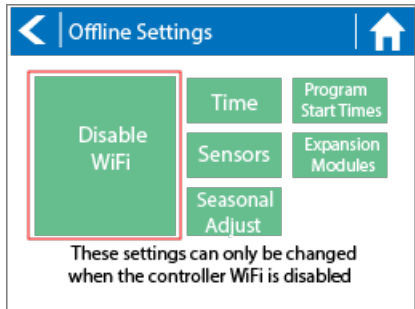 Offline Settings
Disable
WiFi
Time
Program
Start Times
Sensors
Expansion
Modules
Seasonal
Adjust
These settings can only be changed
when the controller WiFi is disabled